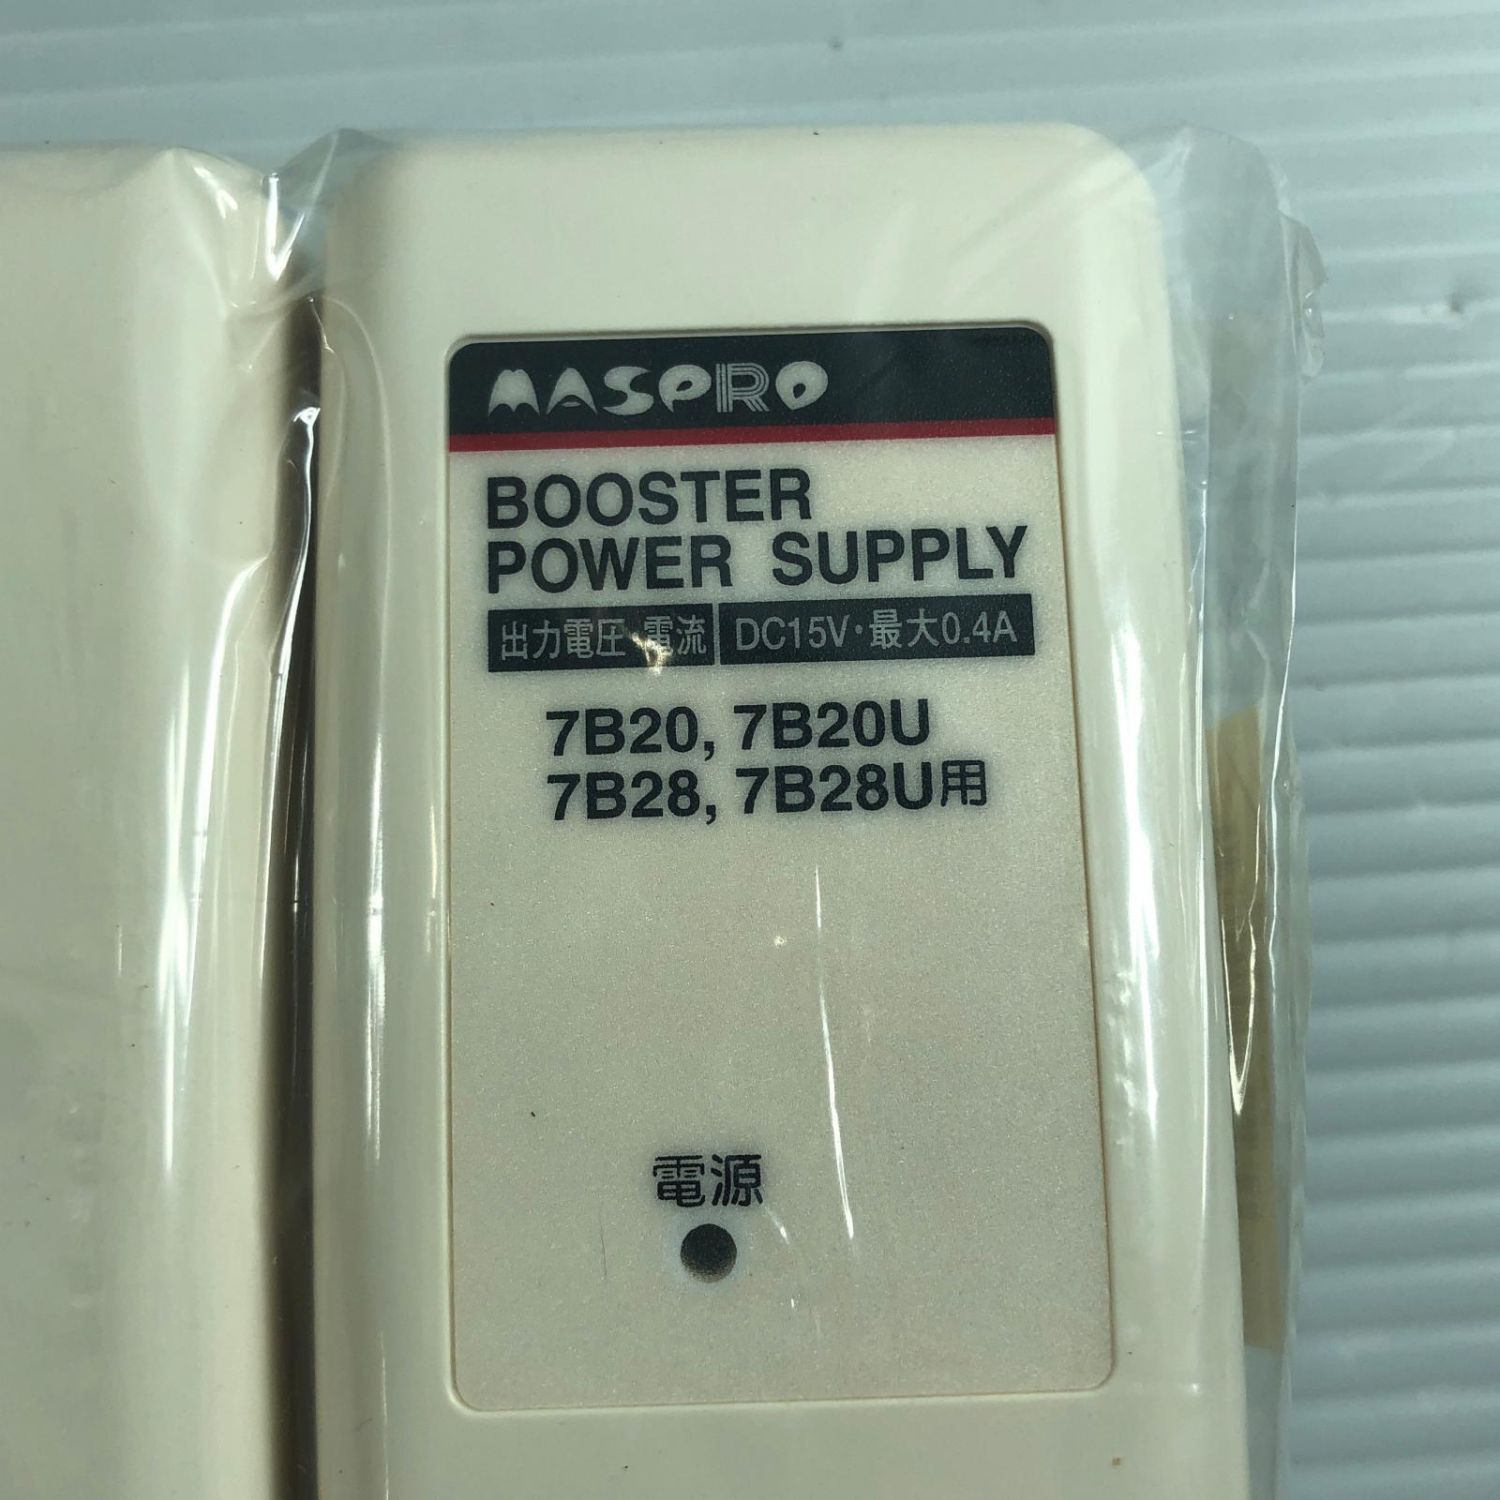 MASPRO
BOOSTER
POWER SUPPLY
出力電圧・電流 DC15V・最大0.4A
7B20, 7B20U
7B28, 7B28U用
電源